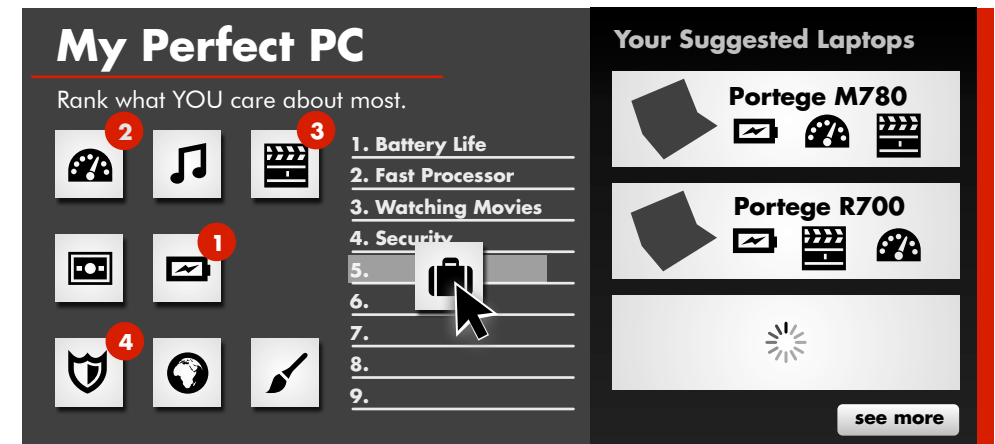 My Perfect PC
Rank what YOU care about most.
2
3
1
4
1. Battery Life
2. Fast Processor
3. Watching Movies
4. Security
5.
6.
7.
8.
9.
Your Suggested Laptops
Portege M780
Portege R700
see more